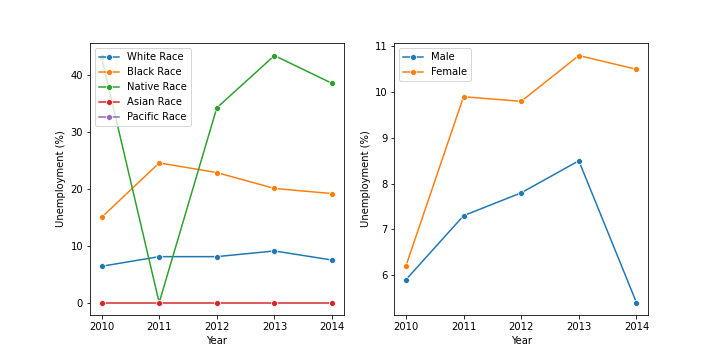 White Race
Black Race
Native Race
Asian Race
Pacific Race
Unemployment (%)
40
30
20
10
0
2010 2011 2012 2013 2014
Year
Male
Female
Unemployment (%)
11
10
9
8
7
6
2010 2011 2012 2013 2014
Year